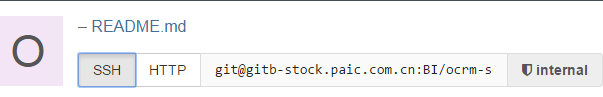 – README.md
O
SSH HTTP git@gitb-stock.paic.com.cn:BI/ocrm-s internal